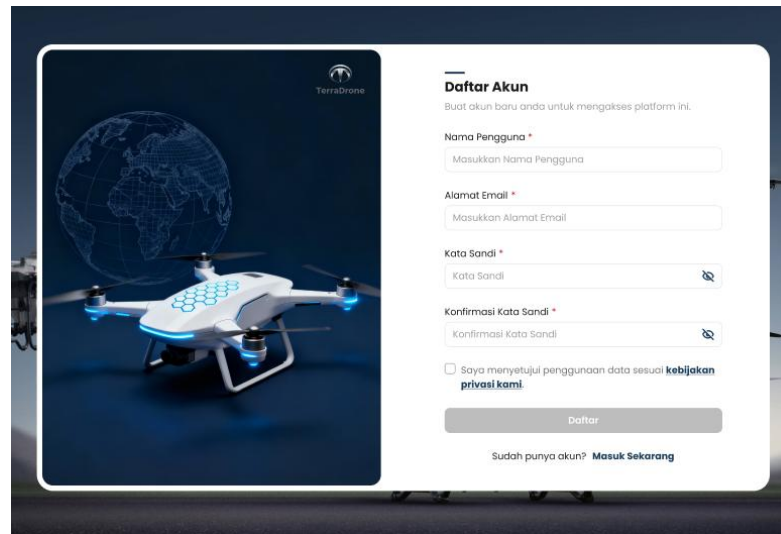 TerraDrone
Daftar Akun
Buat akun baru anda untuk mengakses platform ini.
Nama Pengguna *
Masukkan Nama Pengguna
Alamat Email *
Masukkan Alamat Email
Kata Sandi *
Kata Sandi
Konfirmasi Kata Sandi *
Konfirmasi Kata Sandi
Saya menyetujui penggunaan data sesuai kebijakan
privasi kami.
Daftar
Sudah punya akun? Masuk Sekarang